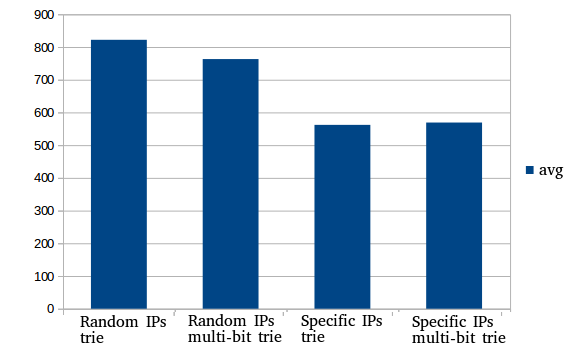 900
800
700
600
500
400
300
200
100
0
avg
Random IPs
trie
Random IPs
multi-bit trie
Specific IPs
trie
Specific IPs
multi-bit trie